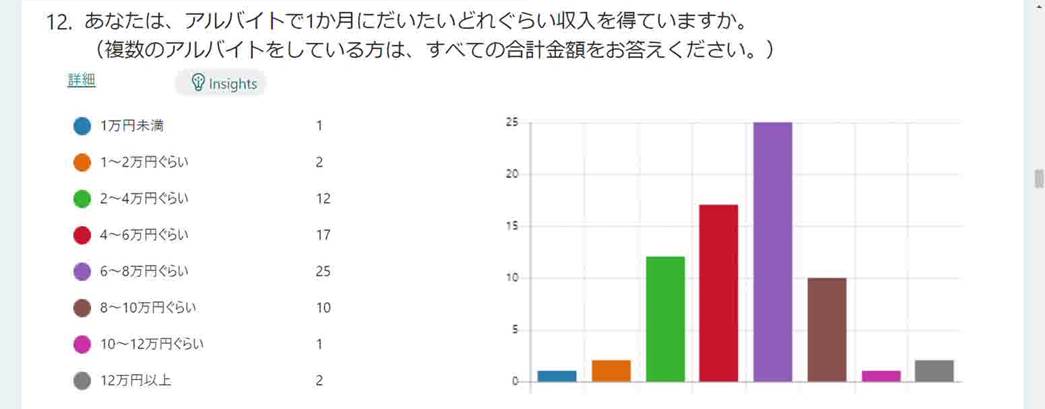 12. あなたは、アルバイトで1か月にだいたいどれぐらい収入を得ていますか。
（複数のアルバイトをしている方は、すべての合計金額をお答えください。）
詳細
Insights
1万円未満 1
1～2万円ぐらい 2
2～4万円ぐらい 12
4～6万円ぐらい 17
6～8万円ぐらい 25
8～10万円ぐらい 10
10～12万円ぐらい 1
12万円以上 2
25
20
15
10
5
0